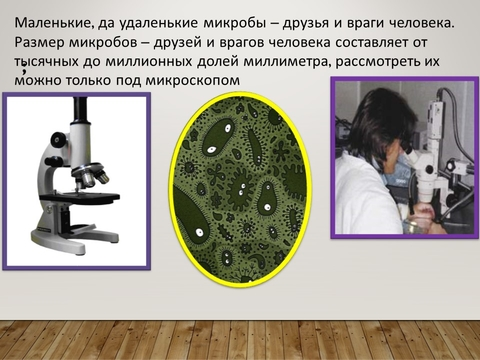 Маленькие, да удаленькие микробы – друзья и враги человека.
Размер микробов – друзей и врагов человека составляет от
тысячных до миллионных долей миллиметра, рассмотреть их
можно только под микроскопом
;